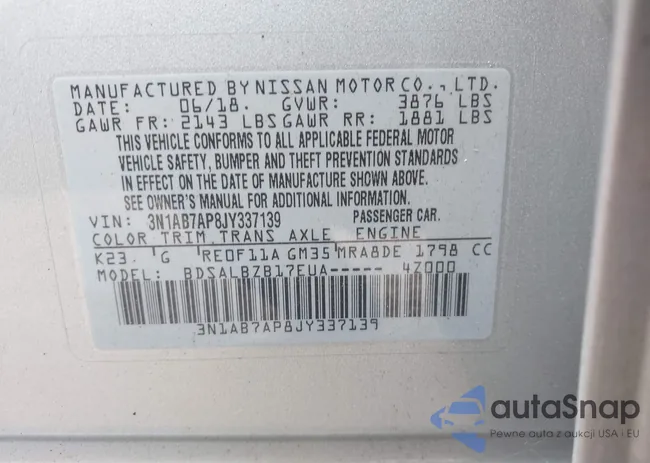 MANUFACTURED BY NISSAN MOTOR CO., LTD.
DATE: 06/18. GVWR: 3876 LBS
GAWR FR: 2143 LBS GAWR RR: 1881 LBS
THIS VEHICLE CONFORMS TO ALL APPLICABLE FEDERAL MOTOR
VEHICLE SAFETY, BUMPER AND THEFT PREVENTION STANDARDS
IN EFFECT ON THE DATE OF MANUFACTURE SHOWN ABOVE.
SEE OWNER'S MANUAL FOR ADDITIONAL INFORMATION.
VIN: 3N1AB7AP8JY337139 PASSENGER CAR.
COLOR TRIM TRANS AXLE ENGINE
K23. G RE0F11A GM35 MRA8DE 1798 CC
MODEL: BDSALBZB17EUA----- 4Z000
3N1AB7AP8JY337139
autoSnap
Pewne auta z aukcji USA i EU